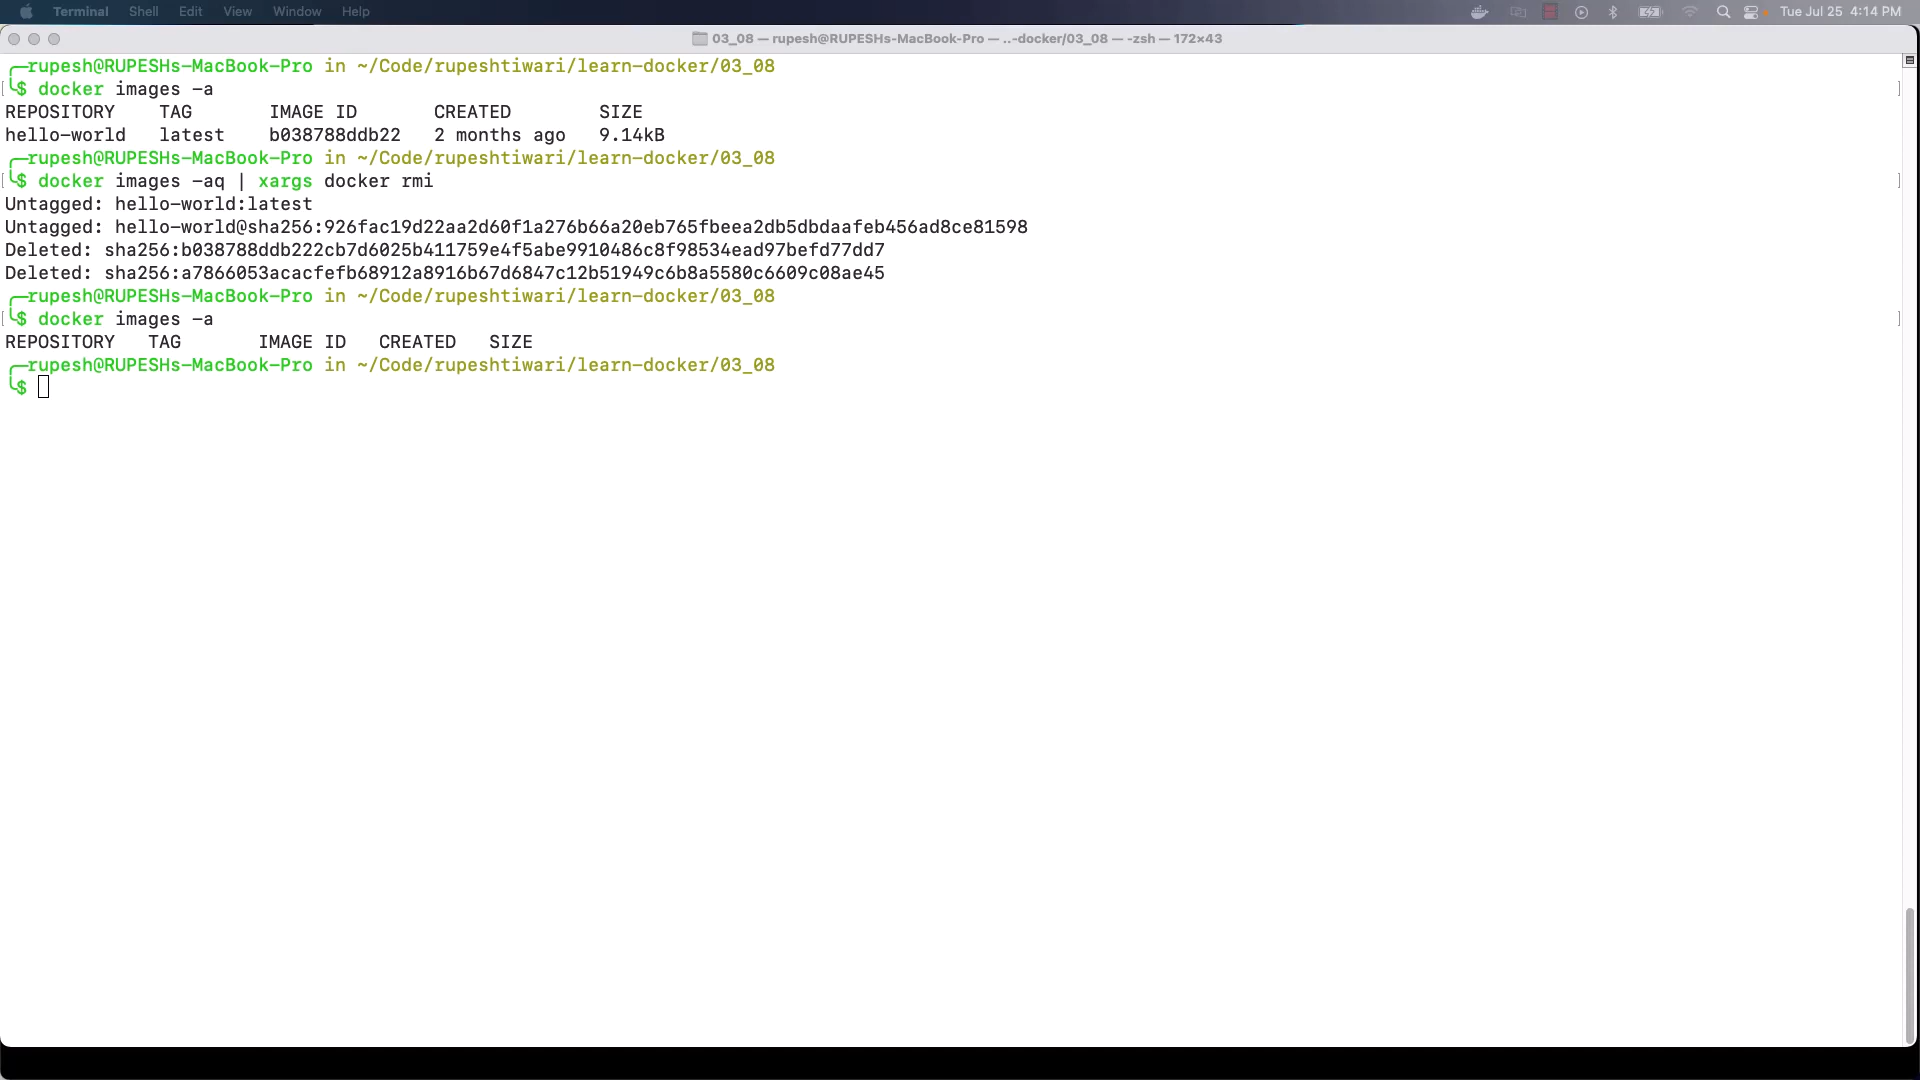 Terminal Shell Edit View Window Help Tue Jul 25 4:14 PM
03_08 — rupesh@RUPESHs-MacBook-Pro — ..-docker/03_08 — -zsh — 172×43
╭─rupesh@RUPESHs-MacBook-Pro in ~/Code/rupeshtiwari/learn-docker/03_08
╰$ docker images -a
REPOSITORY TAG IMAGE ID CREATED SIZE
hello-world latest b038788ddb22 2 months ago 9.14kB
╭─rupesh@RUPESHs-MacBook-Pro in ~/Code/rupeshtiwari/learn-docker/03_08
╰$ docker images -aq | xargs docker rmi
Untagged: hello-world:latest
Untagged: hello-world@sha256:926fac19d22aa2d60f1a276b66a20eb765fbeea2db5dbdaafeb456ad8ce81598
Deleted: sha256:b038788ddb222cb7d6025b411759e4f5abe9910486c8f98534ead97befd77dd7
Deleted: sha256:a7866053acacfefb68912a8916b67d6847c12b51949c6b8a5580c6609c08ae45
╭─rupesh@RUPESHs-MacBook-Pro in ~/Code/rupeshtiwari/learn-docker/03_08
╰$ docker images -a
REPOSITORY TAG IMAGE ID CREATED SIZE
╭─rupesh@RUPESHs-MacBook-Pro in ~/Code/rupeshtiwari/learn-docker/03_08
╰$